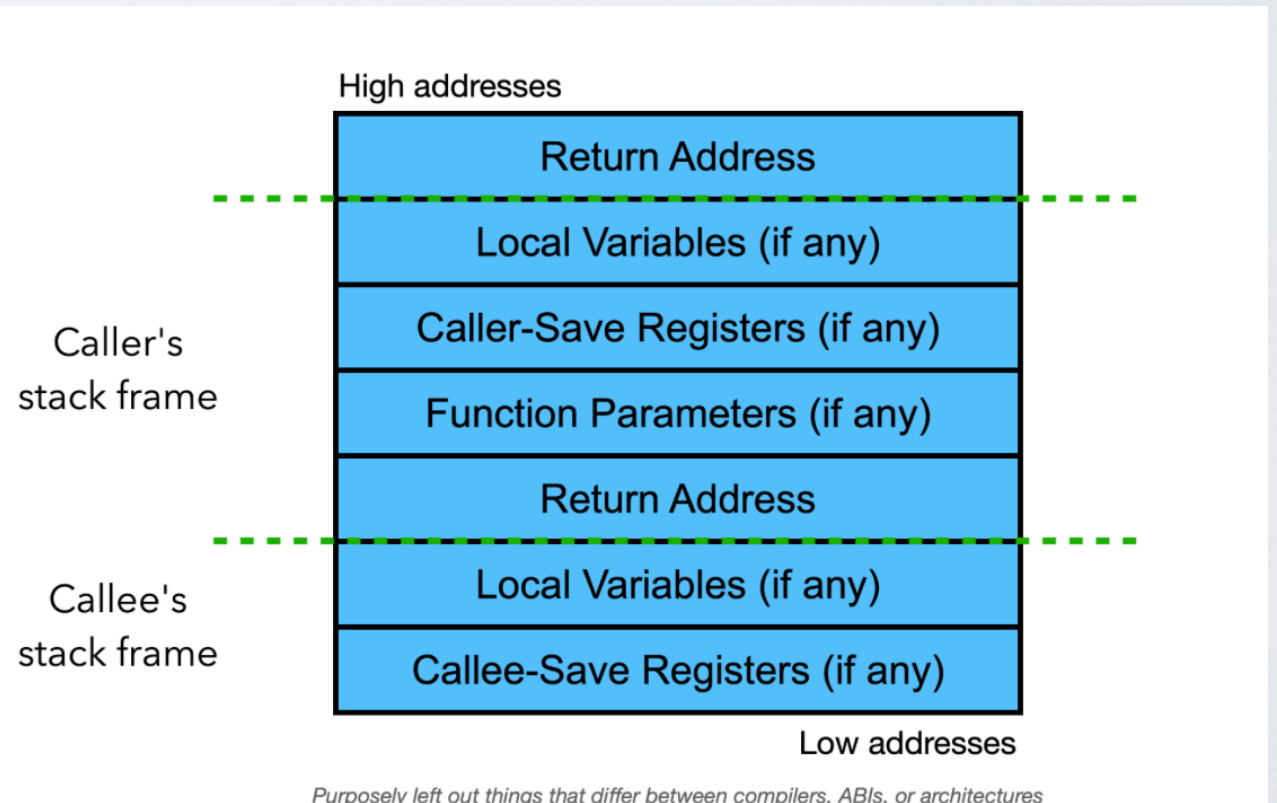 High addresses
Return Address
Local Variables (if any)
Caller-Save Registers (if any)
Caller's
stack frame
Function Parameters (if any)
Return Address
Local Variables (if any)
Callee's
stack frame
Callee-Save Registers (if any)
Low addresses
Purposely left out things that differ between compilers, ABIs, or architectures